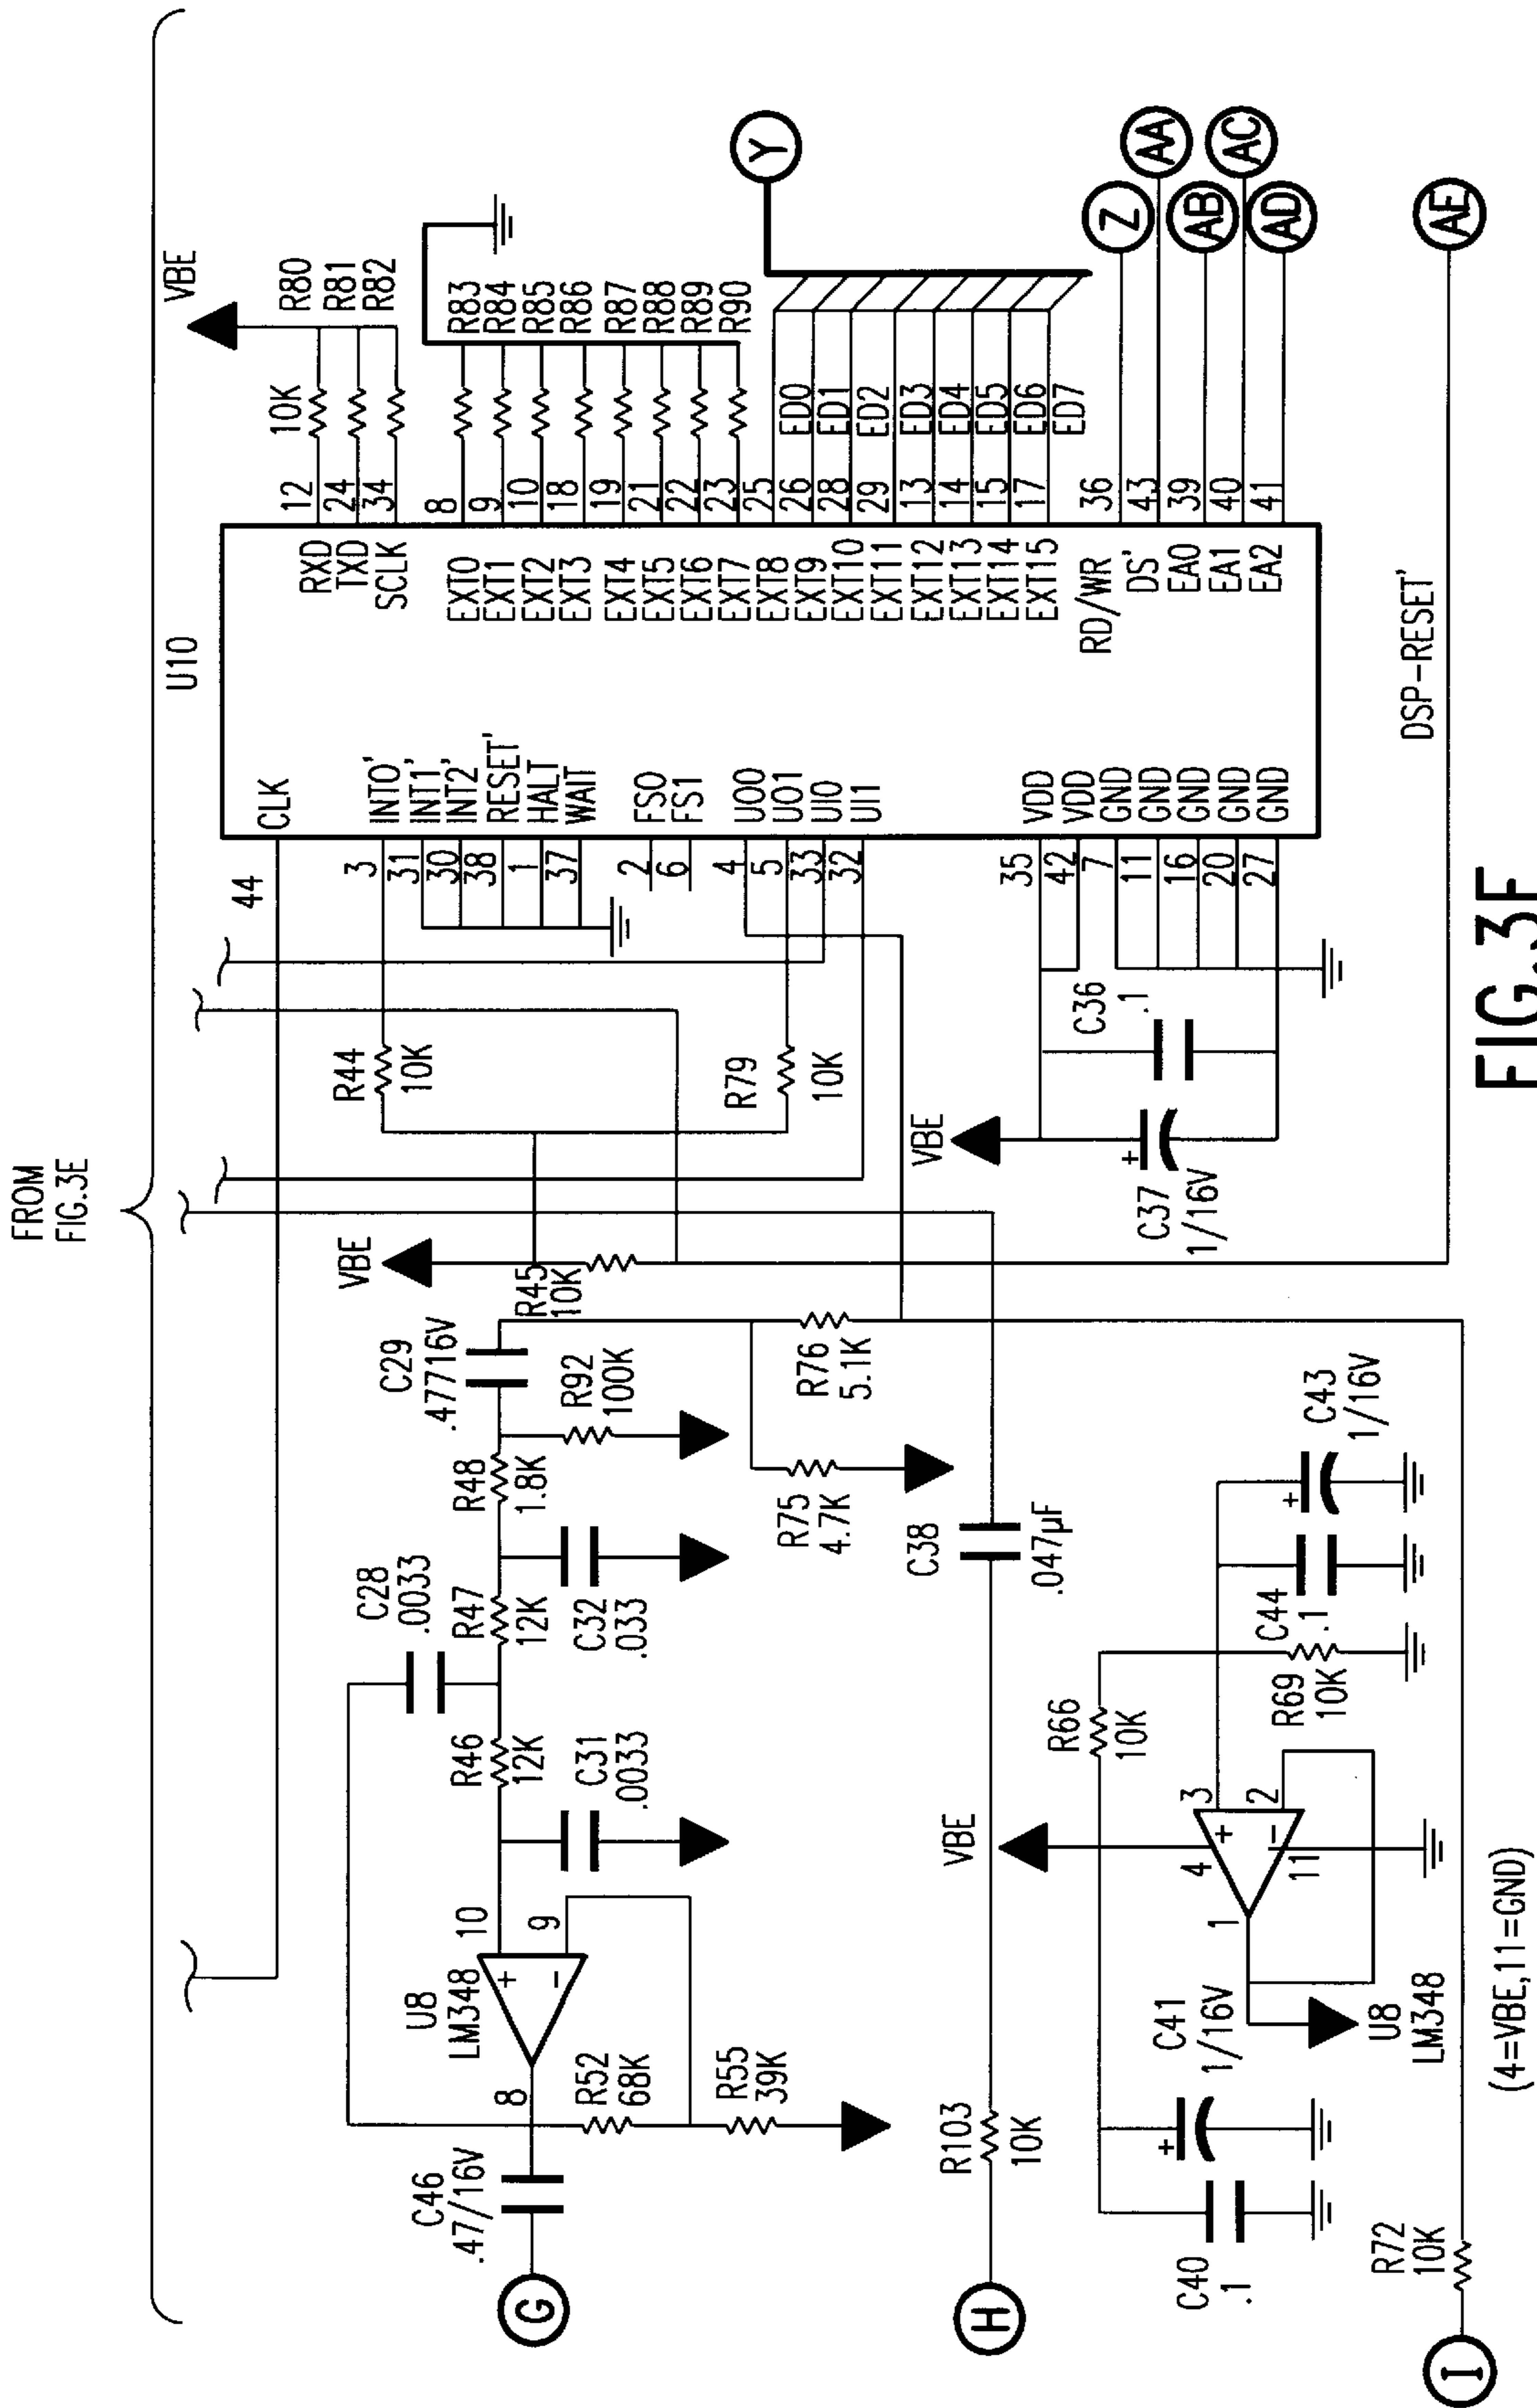 FROM
FIG.3E
U10
VBE
10K
R80
R81
R82
CLK
44
RXD
12
TXD
24
SCLK
34
INT0'
3
INT1'
31
INT2'
30
RESET'
38
HALT
1
WAIT
37
FS0
2
FS1
6
UO0
4
UO1
5
UI0
33
UI1
32
VDD
35
VDD
42
GND
7
GND
11
GND
16
GND
20
GND
27
EXT0
8
R83
EXT1
9
R84
EXT2
10
R85
EXT3
18
R86
EXT4
19
R87
EXT5
21
R88
EXT6
22
R89
EXT7
23
R90
EXT8
25
ED0
EXT9
26
ED1
EXT10
28
ED2
EXT11
29
ED3
EXT12
13
ED4
EXT13
14
ED5
EXT14
15
ED6
EXT15
17
ED7
Y
RD/WR
36
Z
DS'
43
AA
EA0
39
AB
EA1
40
AC
EA2
41
AD
DSP-RESET'
AE
R44
10K
R79
10K
VBE
R45
10K
VBE
C37
1/16V
+
C36
.1
C29
.47716V
R92
100K
R48
1.8K
R76
5.1K
R75
4.7K
C28
.0033
R47
12K
C32
.033
R46
12K
C31
.0033
U8
LM348
10
9
8
+
-
R52
68K
R55
39K
C46
.47/16V
G
C38
.047µF
R103
10K
H
VBE
R66
10K
R69
10K
C44
.1
C43
1/16V
+
3
2
4
11
1
+
-
U8
LM348
C41
1/16V
+
C40
.1
R72
10K
I
(4=VBE,11=GND)